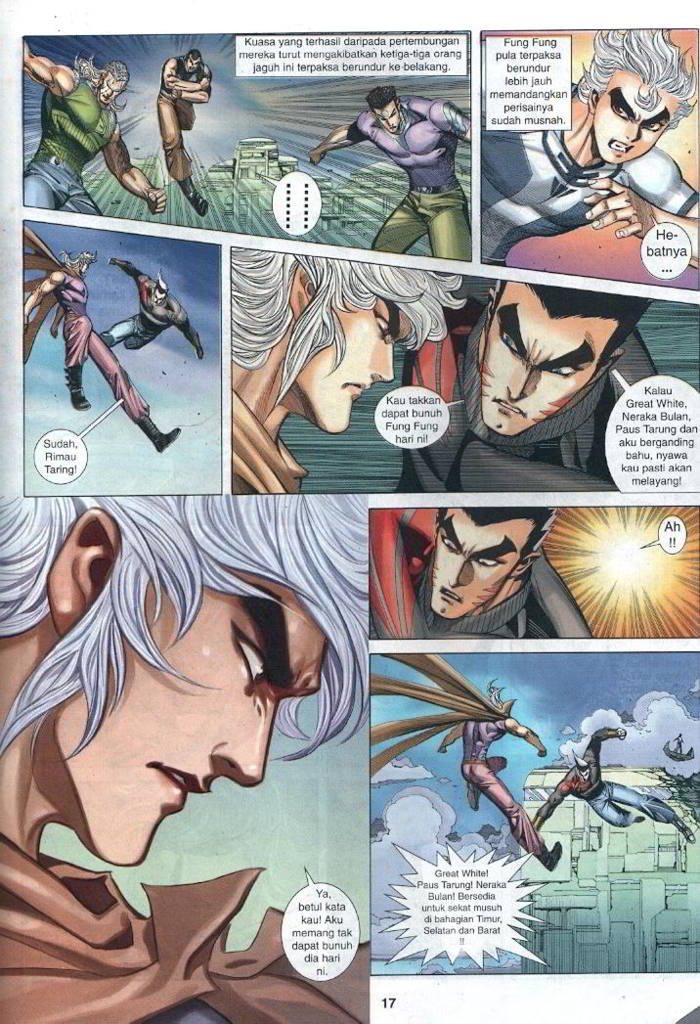 Kuasa yang terhasil daripada pertembungan
mereka turut mengakibatkan ketiga-tiga orang
jaguh ini terpaksa berundur ke belakang.
Fung Fung
pula terpaksa
berundur
lebih jauh
memandangkan
perisainya
sudah musnah.
He-
batnya
...
Sudah,
Rimau
Taring!
Kau takkan
dapat bunuh
Fung Fung
hari ni!
Kalau
Great White,
Neraka Bulan,
Paus Tarung dan
aku berganding
bahu, nyawa
kau pasti akan
melayang!
Ya,
betul kata
kau! Aku
memang tak
dapat bunuh
dia hari
ni.
Ah
!!
Great White!
Paus Tarung! Neraka
Bulan! Bersedia
untuk sekat musuh
di bahagian Timur,
Selatan dan Barat
!!
17